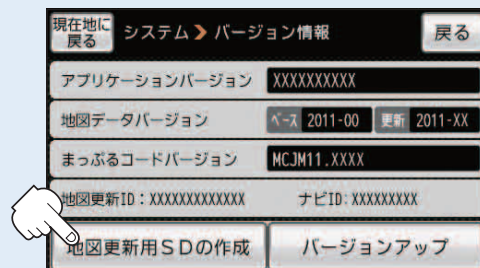 現在地に
戻る
システム 》 バージョン情報
戻る
アプリケーションバージョン XXXXXXXXXX
地図データバージョン ベース 2011-00 更新 2011-XX
まっぷるコードバージョン MCJM11.XXXX
地図更新ID：XXXXXXXXXXXXX ナビID：XXXXXXXXX
地図更新用SDの作成 バージョンアップ